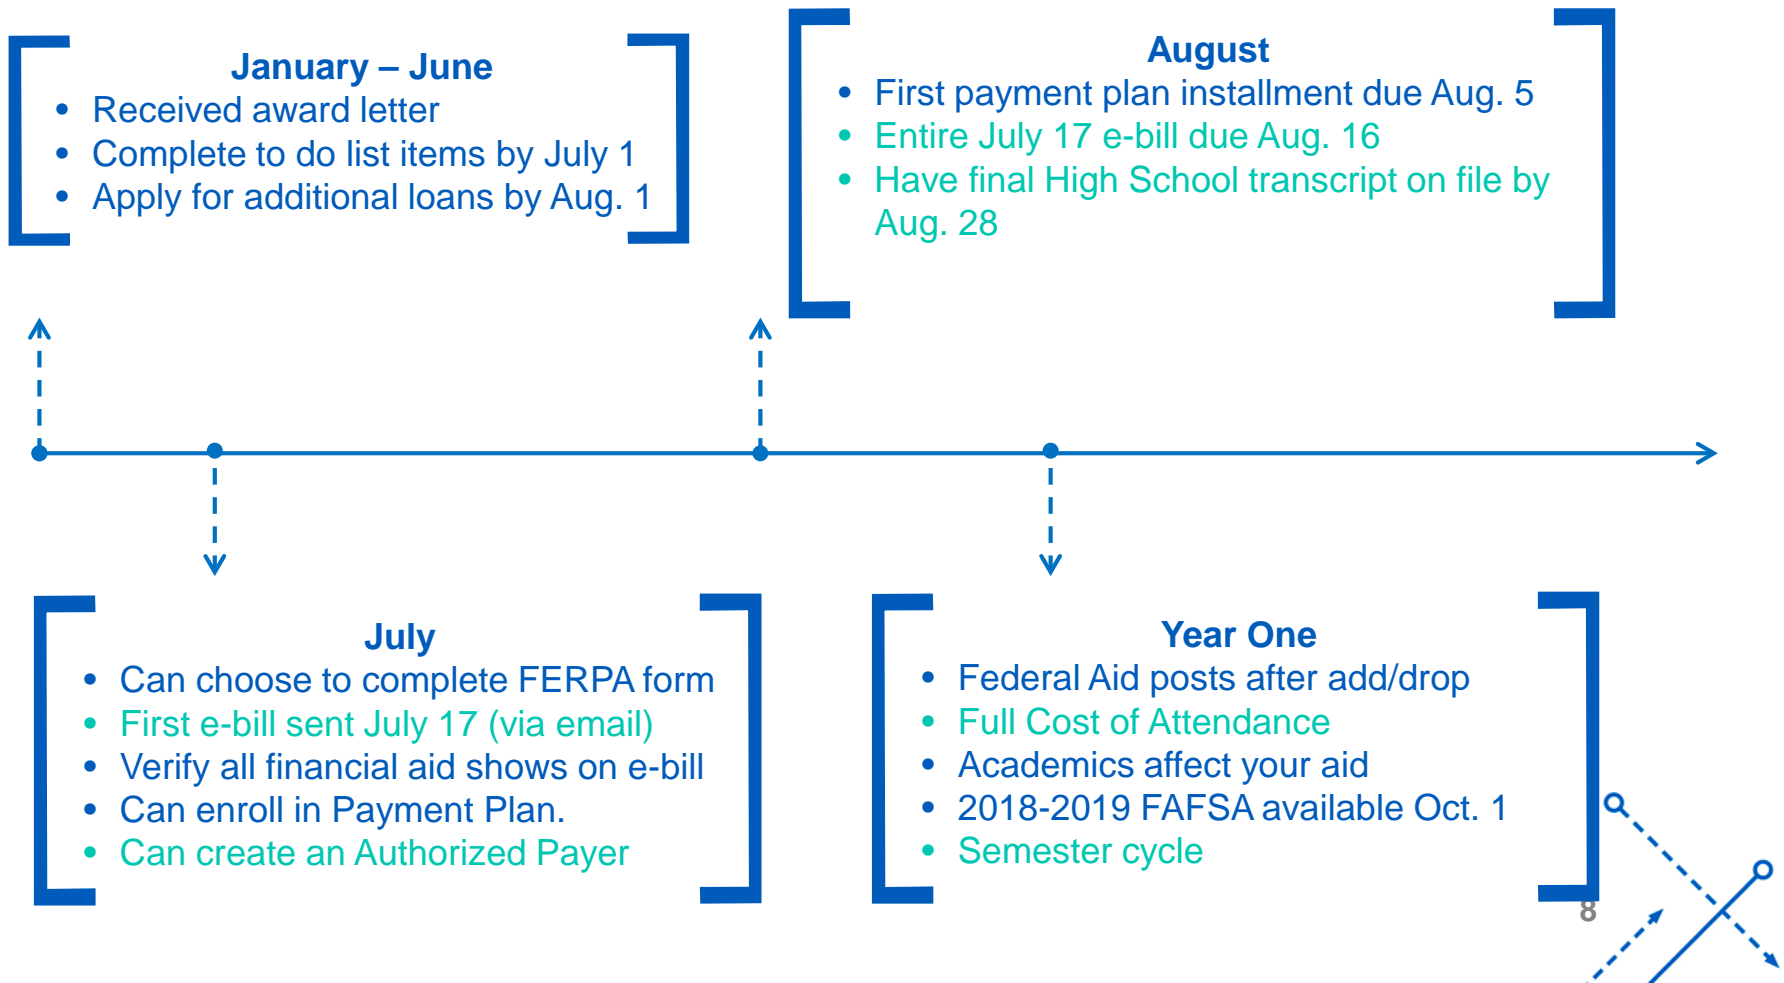 January – June
• Received award letter
• Complete to do list items by July 1
• Apply for additional loans by Aug. 1
August
• First payment plan installment due Aug. 5
• Entire July 17 e-bill due Aug. 16
• Have final High School transcript on file by
Aug. 28
July
• Can choose to complete FERPA form
• First e-bill sent July 17 (via email)
• Verify all financial aid shows on e-bill
• Can enroll in Payment Plan.
• Can create an Authorized Payer
Year One
• Federal Aid posts after add/drop
• Full Cost of Attendance
• Academics affect your aid
• 2018-2019 FAFSA available Oct. 1
• Semester cycle
8